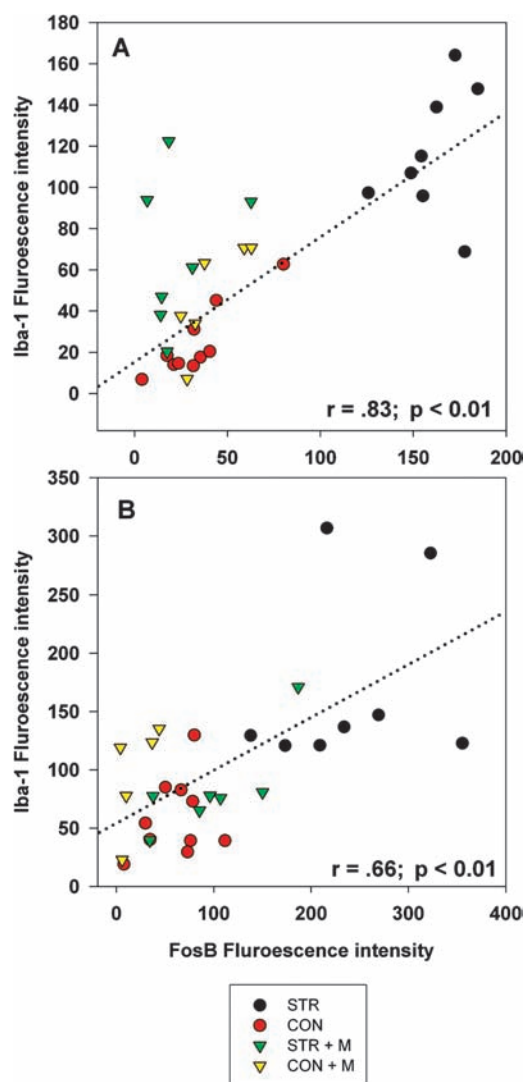 A
Iba-1 Fluroescence intensity
180
160
140
120
100
80
60
40
20
0
r = .83; p < 0.01
0 50 100 150 200
B
Iba-1 Fluroescence intensity
350
300
250
200
150
100
50
0
r = .66; p < 0.01
0 100 200 300 400
FosB Fluroescence intensity
STR
CON
STR + M
CON + M